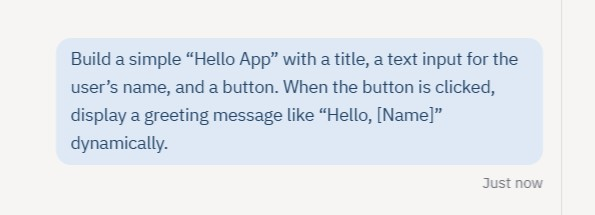 Build a simple “Hello App” with a title, a text input for the
user’s name, and a button. When the button is clicked,
display a greeting message like “Hello, [Name]”
dynamically.
Just now